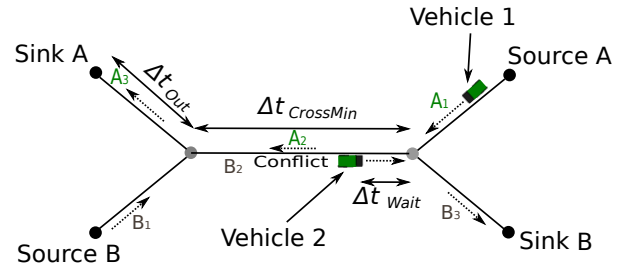 Vehicle 1
Sink A
Source A
A3
Δt Out
A1
Δt CrossMin
A2
B2
Conflict
B1
Δt Wait
B3
Source B
Vehicle 2
Sink B